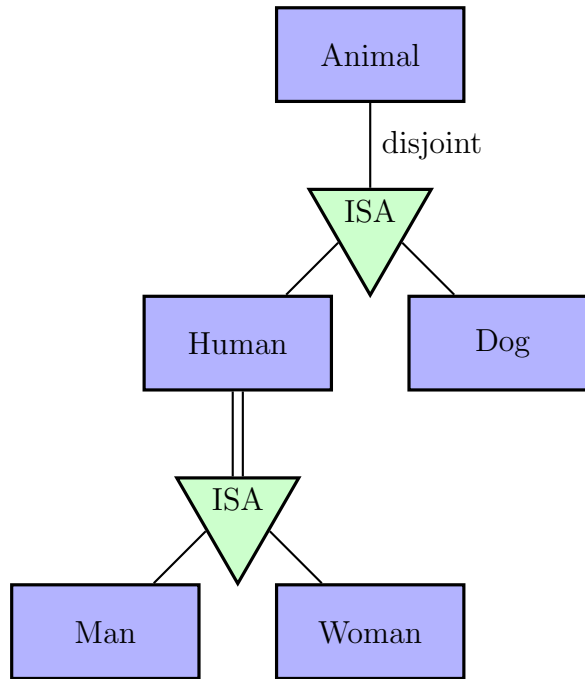 Animal
disjoint
ISA
Human
Dog
ISA
Man
Woman